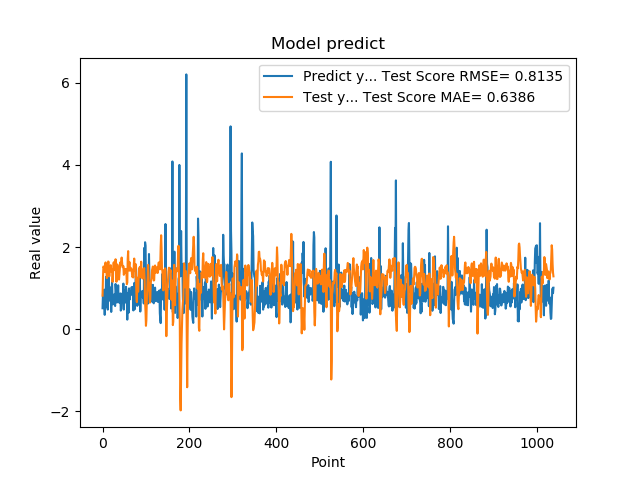 Model predict
Predict y... Test Score RMSE= 0.8135
Test y... Test Score MAE= 0.6386
6
4
2
0
−2
Real value
0 200 400 600 800 1000
Point